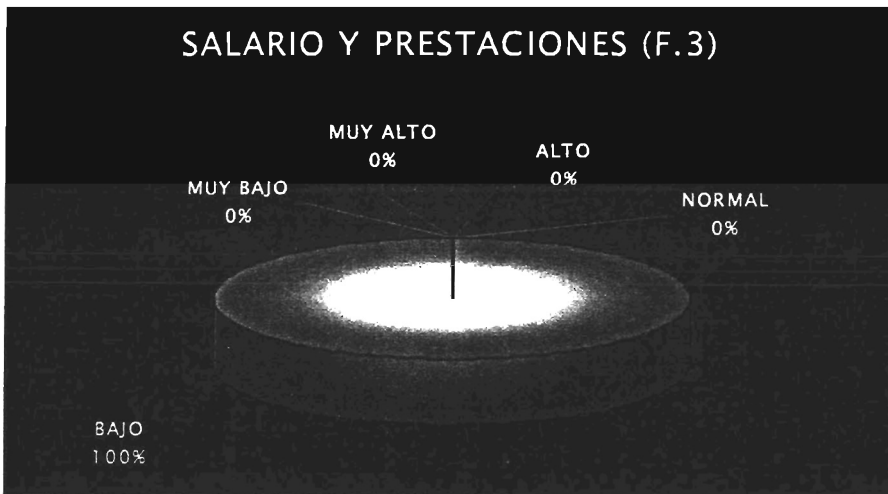 SALARIO Y PRESTACIONES (F.3)
MUY ALTO
0%
ALTO
0%
MUY BAJO
0%
NORMAL
0%
BAJO
100%